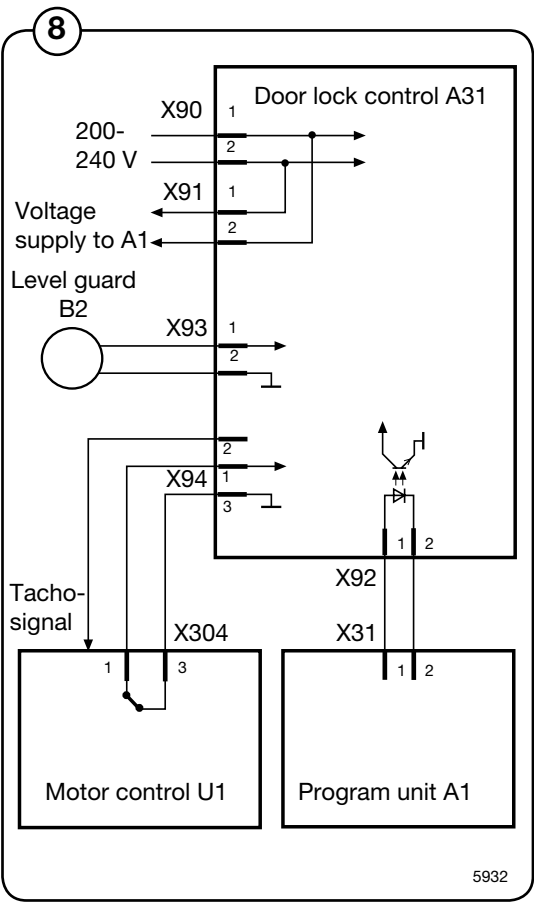 8
Door lock control A31
X90
1
200-
2
240 V
X91
1
Voltage
2
supply to A1
Level guard
B2
X93
1
2
2
X94
1
3
1 2
X92
Tacho-
signal
X304
X31
1
3
1 2
Motor control U1
Program unit A1
5932